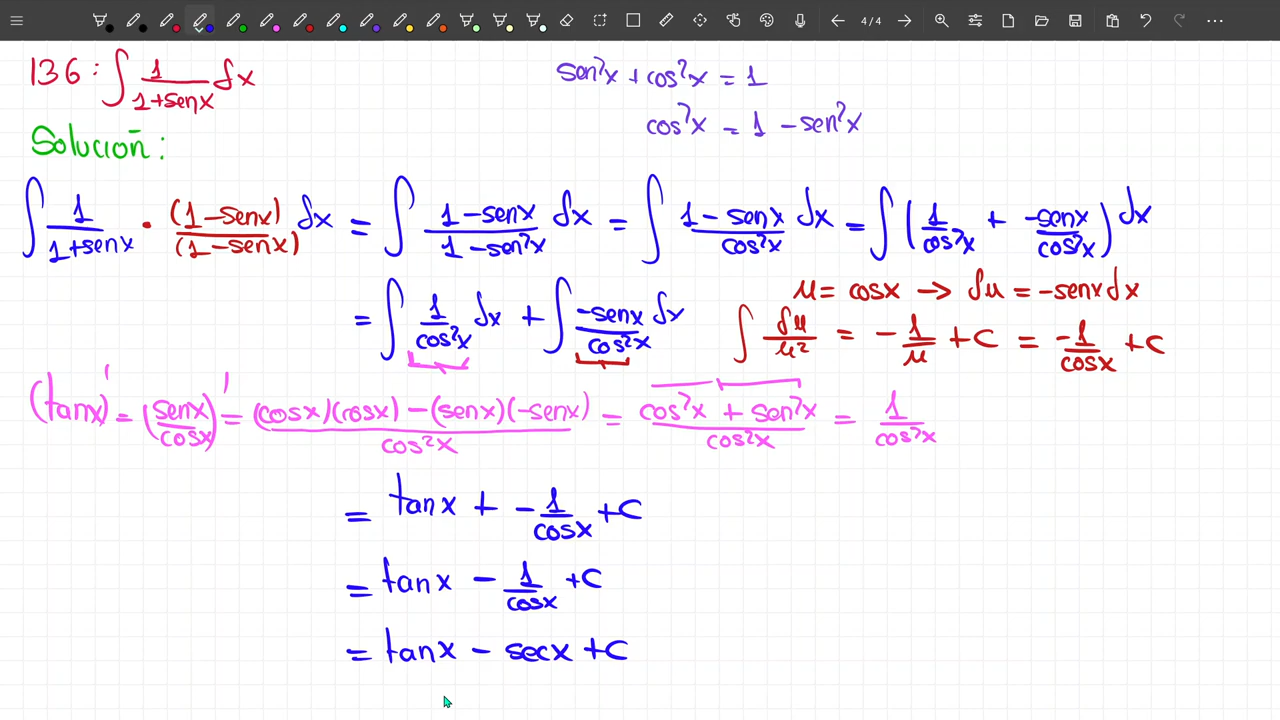 4/4
136: ∫ 1/(1+senx) dx
sen²x + cos²x = 1
cos²x = 1 - sen²x
Solución:
∫ 1/(1+senx) · (1-senx)/(1-senx) dx = ∫ (1-senx)/(1-sen²x) dx = ∫ (1-senx)/cos²x dx = ∫ (1/cos²x + -senx/cos²x) dx
= ∫ 1/cos²x dx + ∫ -senx/cos²x dx
u = cosx → du = -senxdx
∫ du/u² = -1/u + C = -1/cosx + C
(tanx)' = (senx/cosx)' = ((cosx)(cosx) - (senx)(-senx))/cos²x = (cos²x + sen²x)/cos²x = 1/cos²x
= tanx + -1/cosx + C
= tanx - 1/cosx + C
= tanx - secx + C